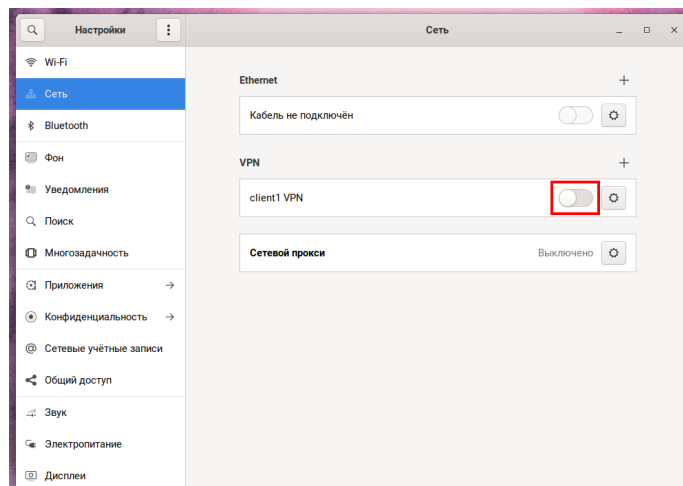 Настройки
Сеть
Wi-Fi
Сеть
Bluetooth
Фон
Уведомления
Поиск
Многозадачность
Приложения
Конфиденциальность
Сетевые учётные записи
Общий доступ
Звук
Электропитание
Дисплеи
Ethernet
Кабель не подключён
VPN
client1 VPN
Сетевой прокси Выключено